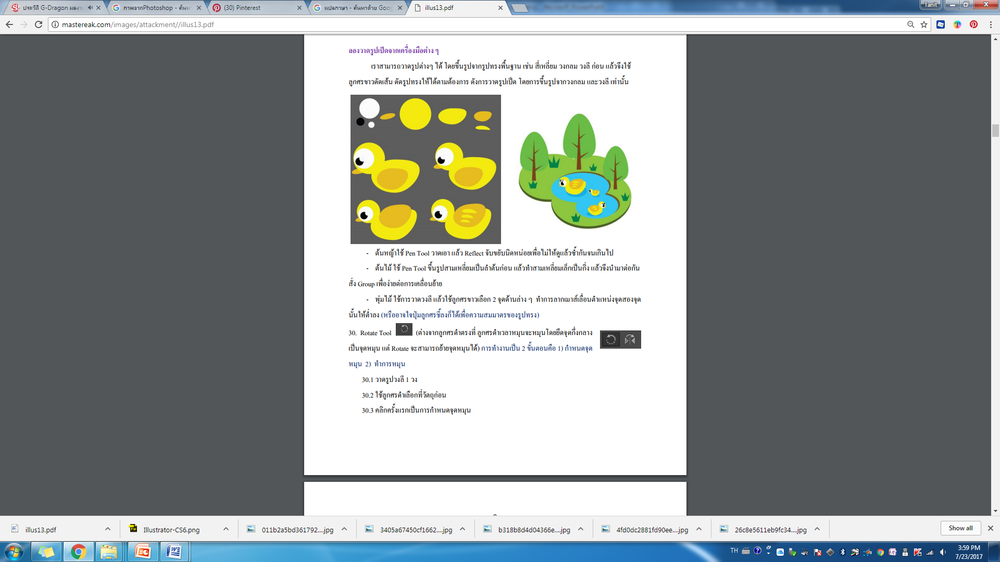 ประวัติ G-Dragon ผลงา
ภาพจากPhotoshop - ค้นหา
(30) Pinterest
แปลภาษา - ค้นหาด้วย Goog
illus13.pdf
Tanit
mastereak.com/images/attackment//illus13.pdf
ลองวาดรูปเป็ดจากเครื่องมือต่าง ๆ
เราสามารถวาดรูปต่างๆ ได้ โดยขึ้นรูปจากรูปทรงพื้นฐาน เช่น สี่เหลี่ยม วงกลม วงลี ก่อน แล้วจึงใช้
ลูกศรขาวดัดเส้น ดัดรูปทรงให้ได้ตามต้องการ ดังการวาดรูปเป็ด โดยการขึ้นรูปจากวงกลม และวงลี เท่านั้น
- ต้นหญ้าใช้ Pen Tool วาดเอา แล้ว Reflect จับขยับนิดหน่อยเพื่อไม่ให้ดูแล้วซ้ำกันจนเกินไป
- ต้นไม้ ใช้ Pen Tool ขึ้นรูปสามเหลี่ยมเป็นลำต้นก่อน แล้วทำสามเหลี่ยมเล็กเป็นกิ่ง แล้วจึงนำมาต่อกัน
สั่ง Group เพื่อง่ายต่อการเคลื่อนย้าย
- พุ่มไม้ ใช้การวาดวงลี แล้วใช้ลูกศรขาวเลือก 2 จุดด้านล่าง ๆ ทำการลากเมาส์เลื่อนตำแหน่งจุดสองจุด
นั้นให้ต่ำลง (หรืออาจใจปุ่มลูกศรชี้ลงก็ได้เพื่อความสมมาตรของรูปทรง)
30. Rotate Tool (ต่างจากลูกศรดำตรงที่ ลูกศรดำเวลาหมุนจะหมุนโดยยึดจุดกึ่งกลาง
เป็นจุดหมุน แต่ Rotate จะสามารถย้ายจุดหมุนได้) การทำงานเป็น 2 ขั้นตอนคือ 1) กำหนดจุด
หมุน 2) ทำการหมุน
30.1 วาดรูปวงลี 1 วง
30.2 ใช้ลูกศรดำเลือกที่วัตถุก่อน
30.3 คลิกครั้งแรกเป็นการกำหนดจุดหมุน
illus13.pdf
Illustrator-CS6.png
011b2a5bd361792....jpg
3405a67450cf1662....jpg
b318b8d4d04366e....jpg
4fd0dc2881fd90ee....jpg
26c8e5611eb9fc34....jpg
Show all
TH
3:59 PM
7/23/2017